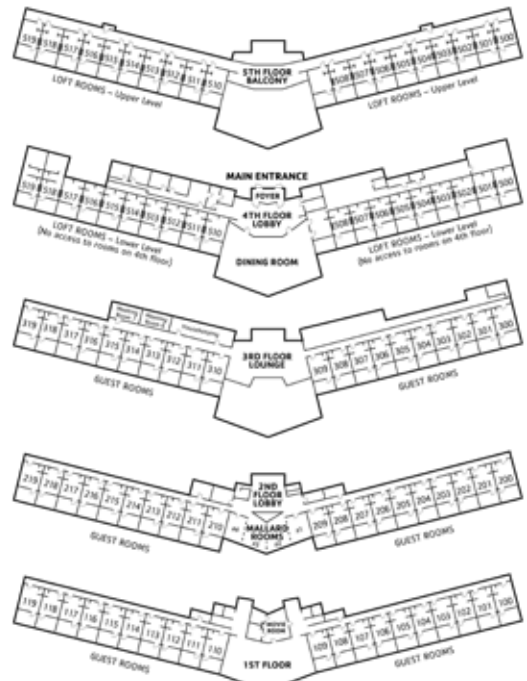 519 518 517 516 515 514 513 512 511 510
5TH FLOOR
BALCONY
508 507 506 505 504 503 502 501 500
LOFT ROOMS – Upper Level
LOFT ROOMS – Upper Level
MAIN ENTRANCE
FOYER
519 518 517 516 515 514 513 512 511 510
4TH FLOOR
LOBBY
508 507 506 505 504 503 502 501 500
LOFT ROOMS – Lower Level
(No access to rooms on 4th floor)
LOFT ROOMS – Lower Level
(No access to rooms on 4th floor)
DINING ROOM
319 318 317 316 315 314 313 312 311 310
3RD FLOOR
LOUNGE
309 308 307 306 305 304 303 302 301 300
GUEST ROOMS
GUEST ROOMS
219 218 217 216 215 214 213 212 211 210
2ND
FLOOR
LOBBY
MALLARD
ROOMS
209 208 207 206 205 204 203 202 201 200
GUEST ROOMS
GUEST ROOMS
119 118 117 116 115 114 113 112 111 110
MOVIE
ROOM
109 108 107 106 105 104 103 102 101 100
GUEST ROOMS
GUEST ROOMS
1ST FLOOR